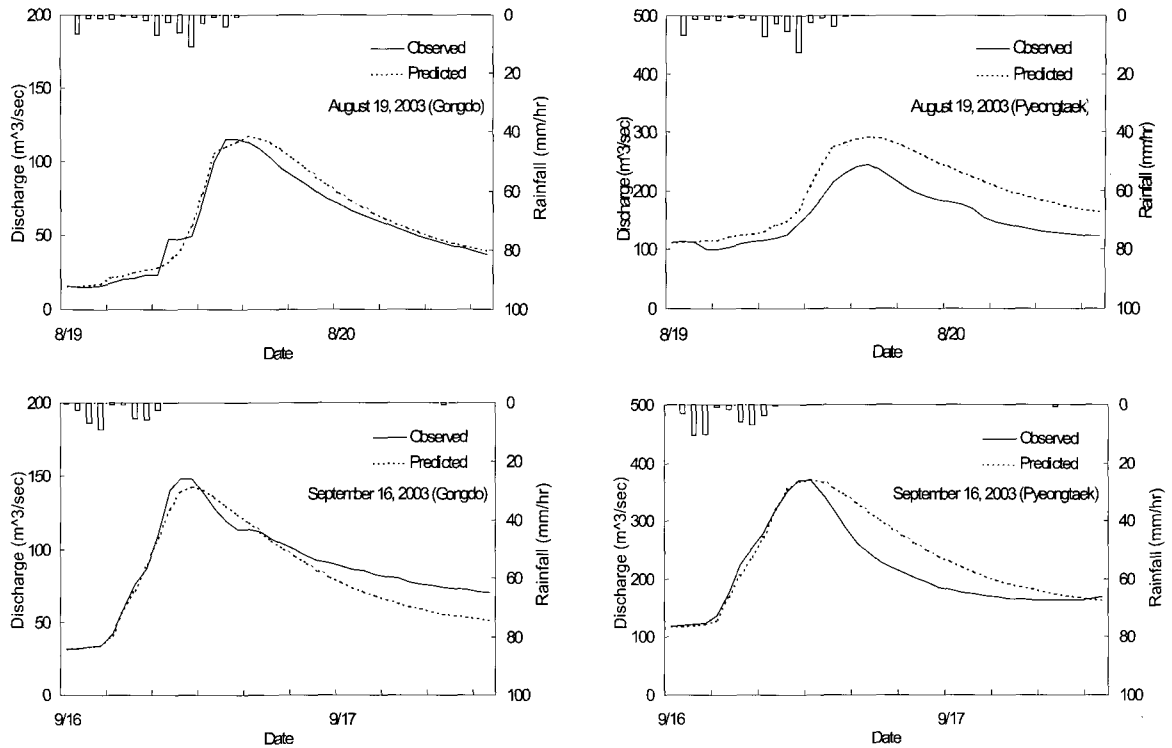 200
150
100
50
0
Discharge (m^3/sec)
0
20
40
60
80
100
Rainfall (mm/hr)
Observed
Predicted
August 19, 2003 (Gongdo)
8/19
8/20
Date
500
400
300
200
100
0
Discharge (m^3/sec)
0
20
40
60
80
100
Rainfall (mm/hr)
Observed
Predicted
August 19, 2003 (Pyeongtaek)
8/19
8/20
Date
200
150
100
50
0
Discharge (m^3/sec)
0
20
40
60
80
100
Rainfall (mm/hr)
Observed
Predicted
September 16, 2003 (Gongdo)
9/16
9/17
Date
500
400
300
200
100
0
Discharge (m^3/sec)
0
20
40
60
80
100
Rainfall (mm/hr)
Observed
Predicted
September 16, 2003 (Pyeongtaek)
9/16
9/17
Date